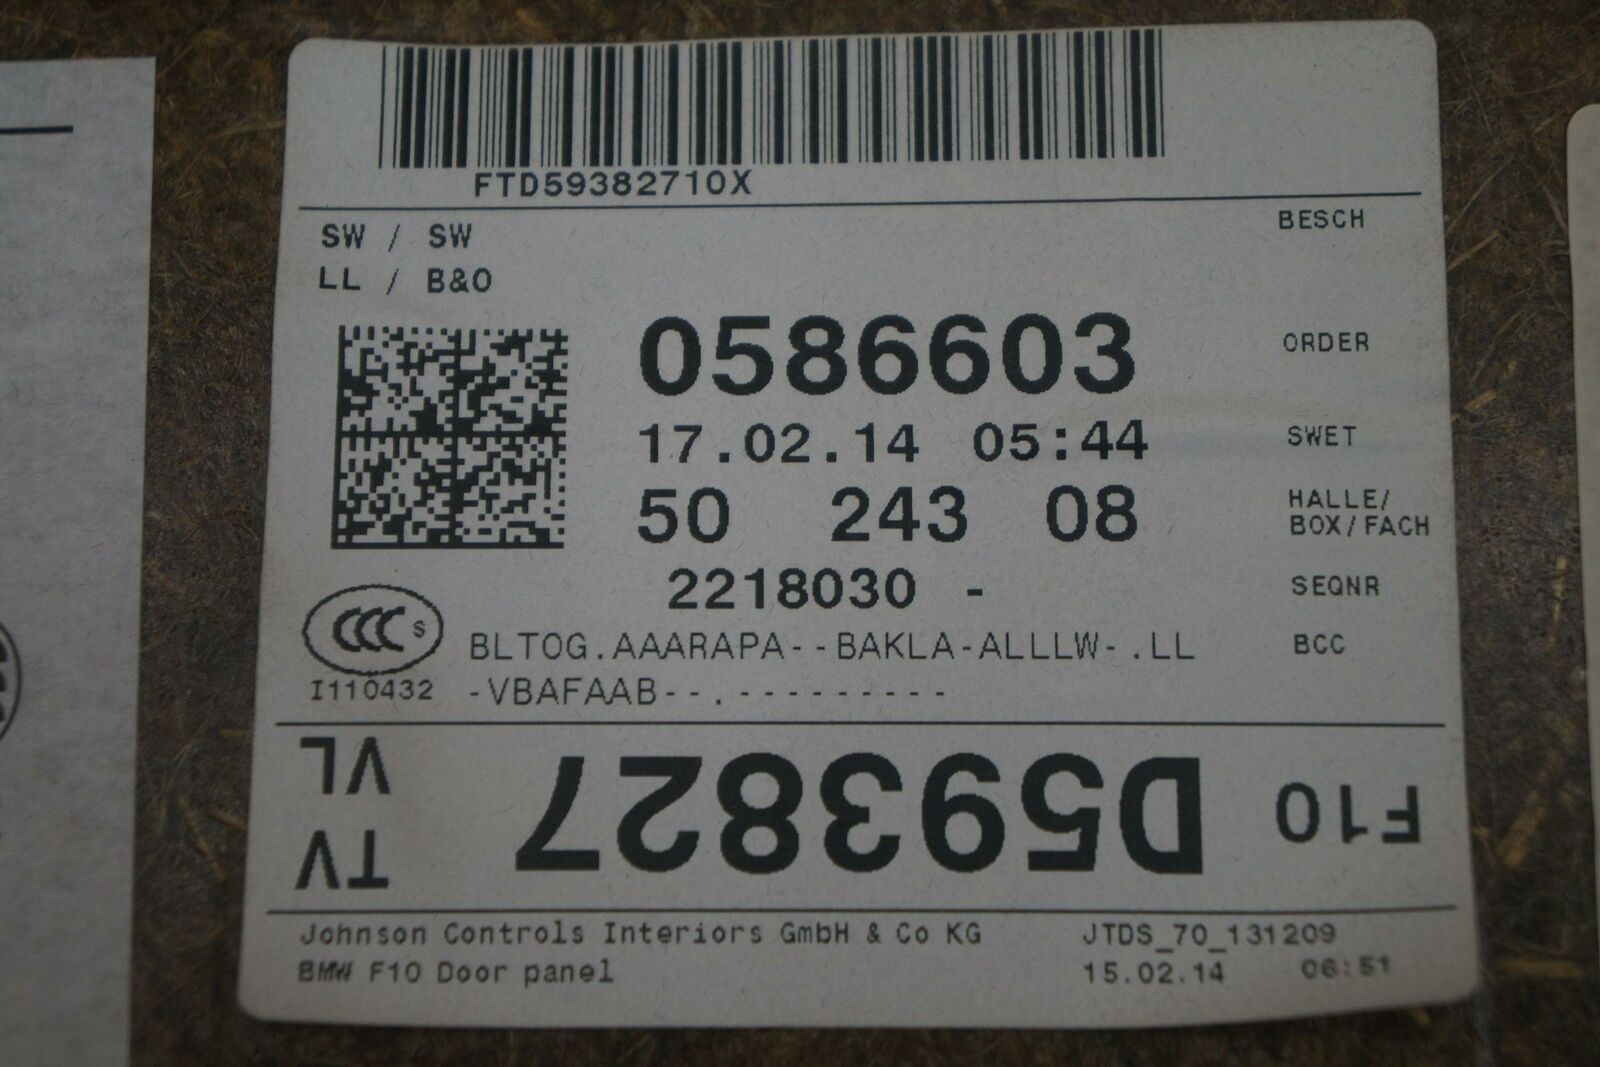 FTD59382710X
SW / SW
LL / B&O
BESCH
0586603 ORDER
17.02.14 05:44 SWET
50 243 08 HALLE/
BOX/FACH
2218030 - SEQNR
CCC S
I110432
BLTOG.AAARAPA--BAKLA-ALLLW-.LL BCC
-VBAFAAB--.---------
F10 D593827 TV
VL
Johnson Controls Interiors GmbH & Co KG JTDS_70_131209
BMW F10 Door panel 15.02.14 06:51